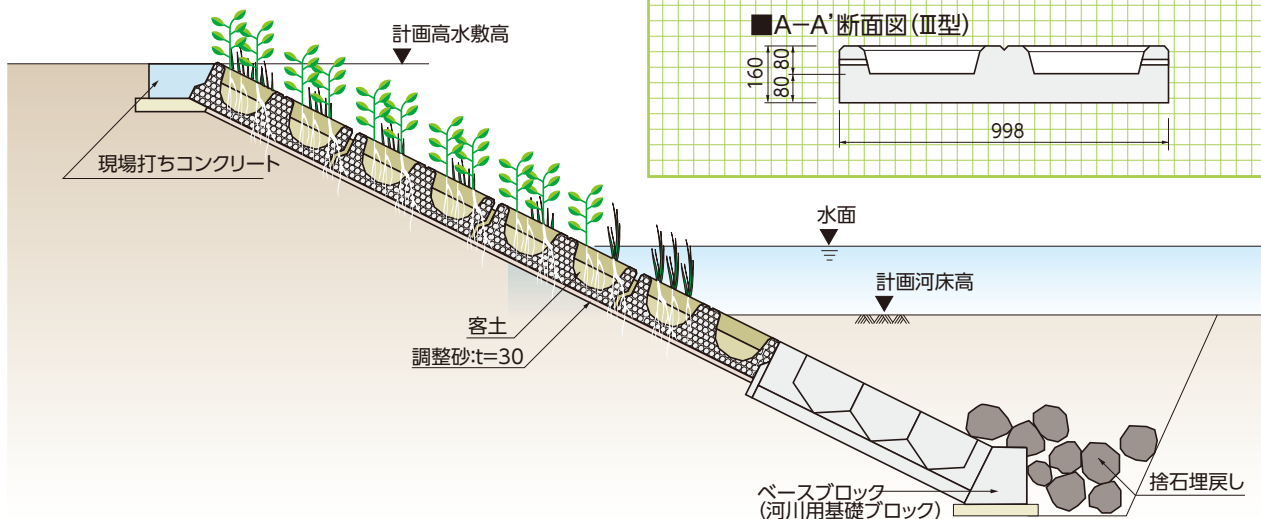 計画高水敷高
■A−A’断面図(Ⅲ型)
160
80
80
998
現場打ちコンクリート
水面
計画河床高
客土
調整砂:t=30
ベースブロック
(河川用基礎ブロック)
捨石埋戻し